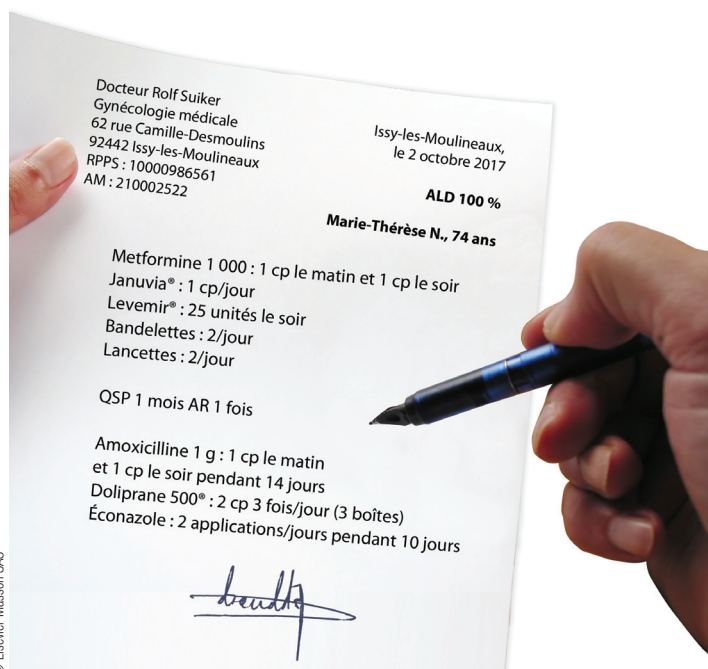 Docteur Rolf Suiker
Gynécologie médicale
62 rue Camille-Desmoulins
92442 Issy-les-Moulineaux
RPPS : 10000986561
AM : 210002522
Issy-les-Moulineaux,
le 2 octobre 2017
ALD 100 %
Marie-Thérèse N., 74 ans
Metformine 1 000 : 1 cp le matin et 1 cp le soir
Januvia® : 1 cp/jour
Levemir® : 25 unités le soir
Bandelettes : 2/jour
Lancettes : 2/jour
QSP 1 mois AR 1 fois
Amoxicilline 1 g : 1 cp le matin
et 1 cp le soir pendant 14 jours
Doliprane 500® : 2 cp 3 fois/jour (3 boîtes)
Éconazole : 2 applications/jours pendant 10 jours
© Elsevier Masson SAS